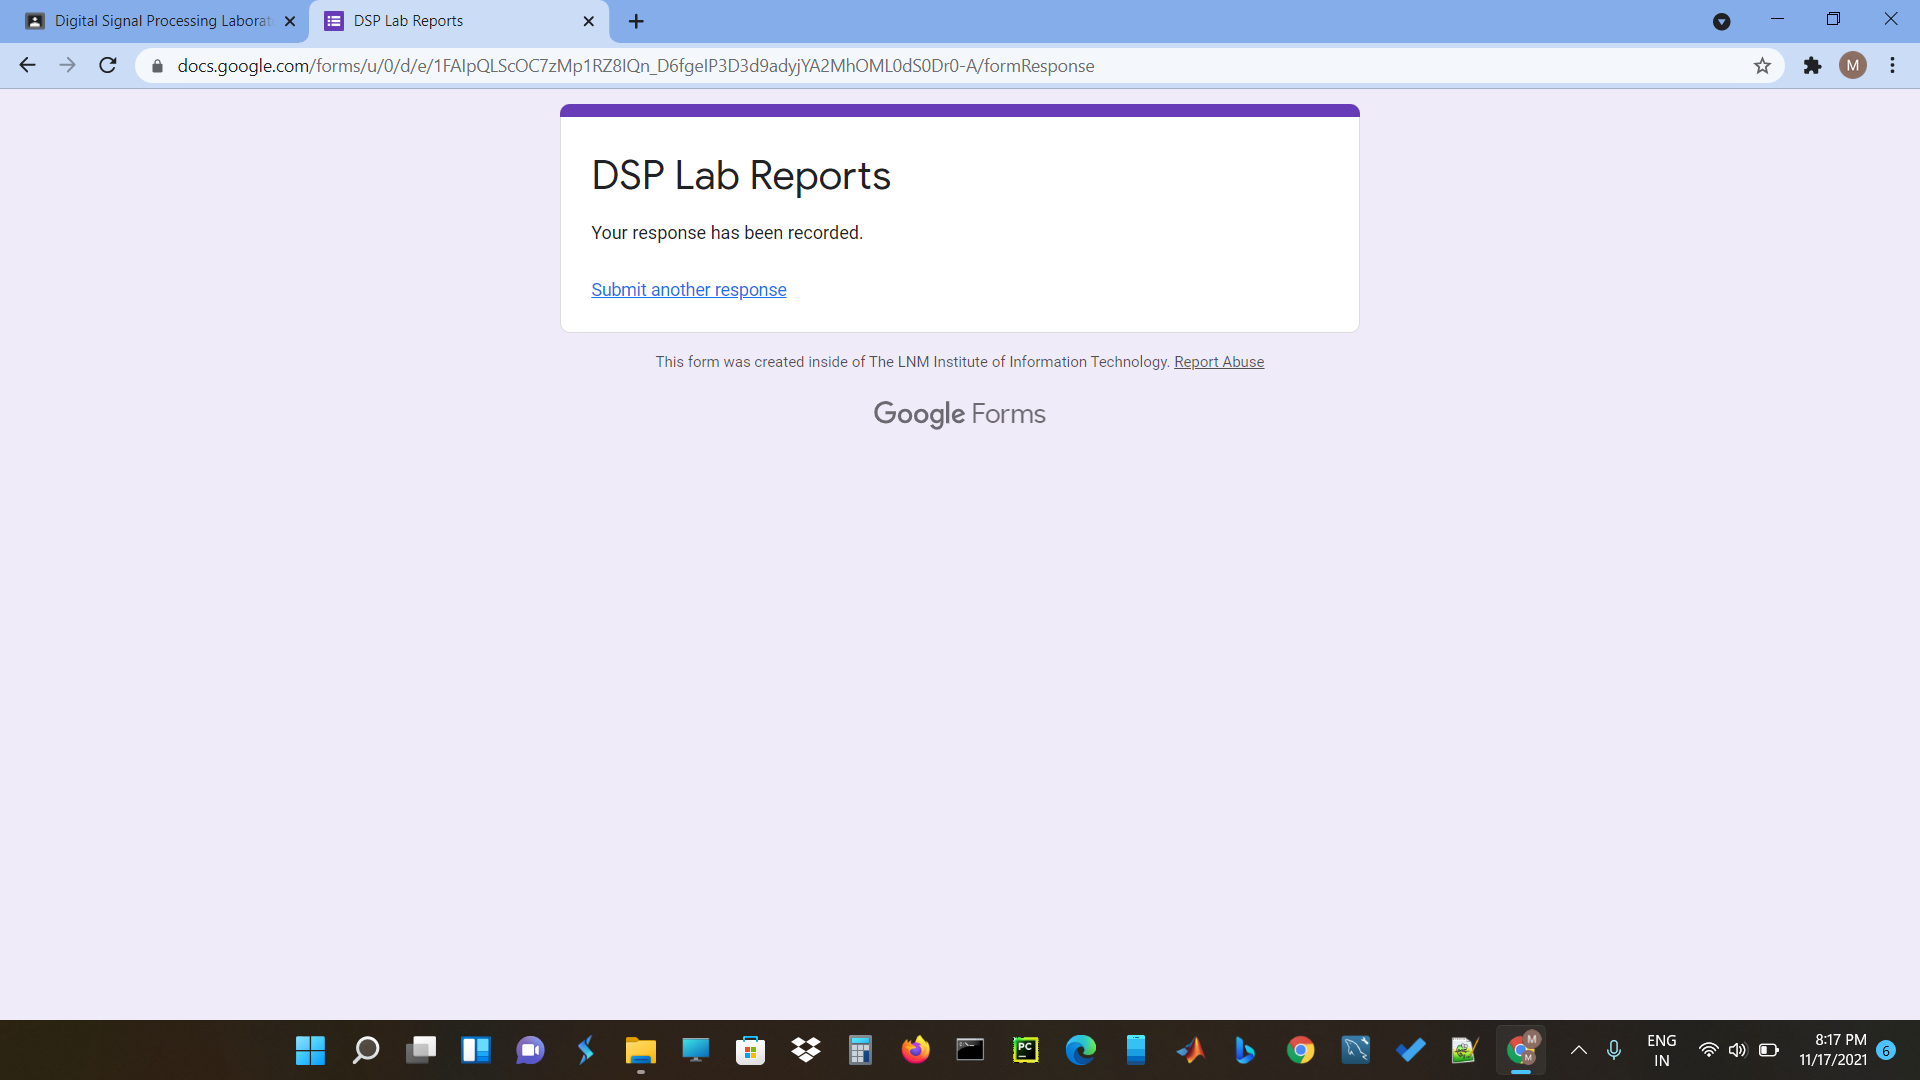 Digital Signal Processing Laborat
DSP Lab Reports
docs.google.com/forms/u/0/d/e/1FAIpQLScOC7zMp1RZ8IQn_D6fgeIP3D3d9adyjYA2MhOML0dS0Dr0-A/formResponse
M
DSP Lab Reports
Your response has been recorded.
Submit another response
This form was created inside of The LNM Institute of Information Technology. Report Abuse
Google Forms
PC
M
M
ENG
IN
8:17 PM
11/17/2021
6